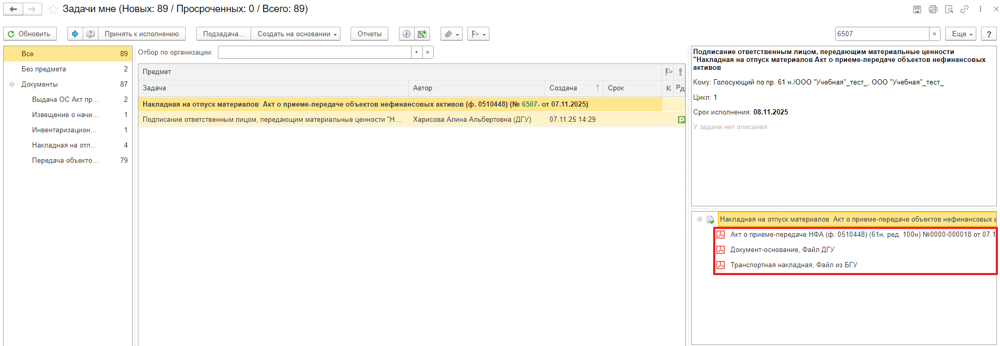 Задачи мне (Новых: 89 / Просроченных: 0 / Всего: 89)
Обновить
Принять к исполнению
Подзадача...
Создать на основании
Отчеты
6507
×
Еще
?
Все 89
Без предмета 2
Документы 87
Выдача ОС Акт пр... 2
Извещение о начи... 1
Инвентаризацион... 1
Накладная на отп... 4
Передача объекто... 79
Отбор по организации:
×
Предмет
Задача Автор Создана ↑ Срок К Рд
Накладная на отпуск материалов Акт о приеме-передаче объектов нефинансовых активов (ф. 0510448) (№ 6507- от 07.11.2025)
Подписание ответственным лицом, передающим материальные ценности "Н... Харисова Алина Альбертовна (ДГУ) 07.11.25 14:29 Р
Подписание ответственным лицом, передающим материальные ценности
"Накладная на отпуск материалов Акт о приеме-передаче объектов нефинансовых
активов
Кому: Голосующий по пр. 61 н./ООО "Учебная"_тест_, ООО "Учебная"_тест_
Цикл: 1
Срок исполнения: 08.11.2025
У задачи нет описания.
Накладная на отпуск материалов Акт о приеме-передаче объектов нефинансовых а
Акт о приеме-передаче НФА (ф. 0510448) (61н, ред. 100н) №0000-000018 от 07.1
Документ-основание, Файл ДГУ
Транспортная накладная, Файл из БГУ